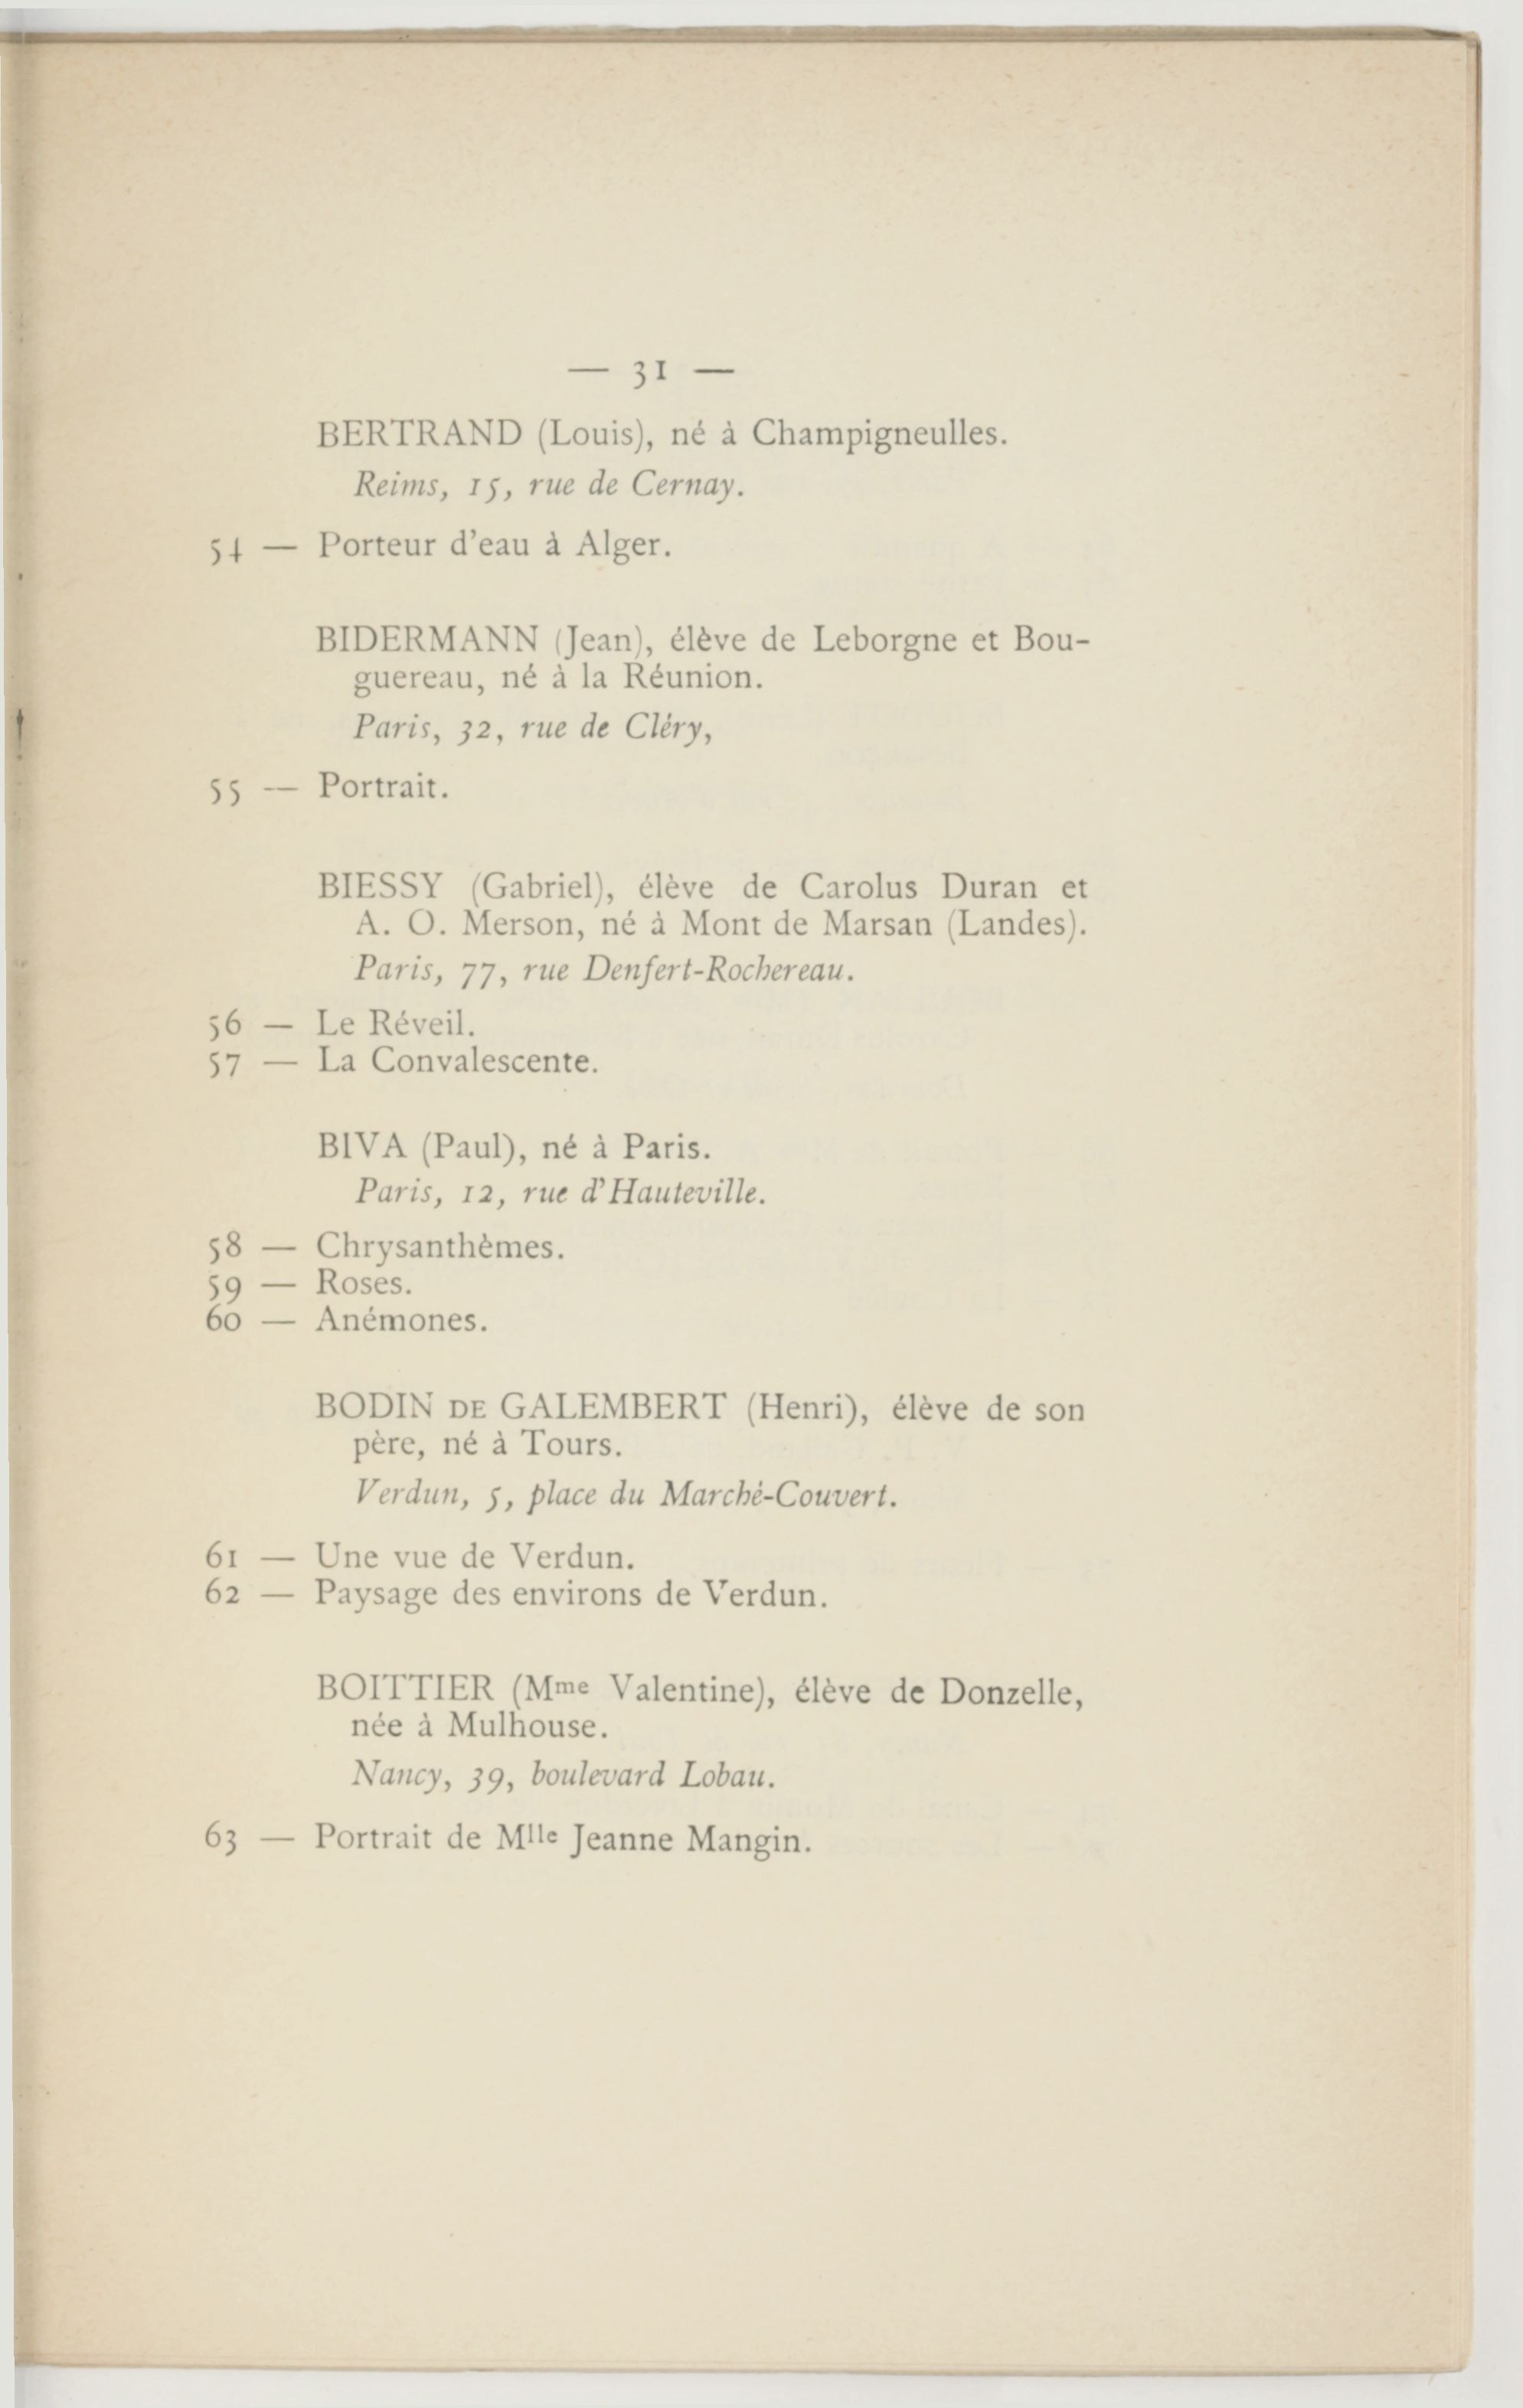 — 31 —
BERTRAND (Louis), né à Champigneulles.
Reims, 15, rue de Cernay.
54 — Porteur d'eau à Alger.
BIDERMANN (Jean), élève de Leborgne et Bou-
guereau, né à la Réunion.
Paris, 32, rue de Cléry,
55 — Portrait.
BIESSY (Gabriel), élève de Carolus Duran et
A. O. Merson, né à Mont de Marsan (Landes).
Paris, 77, rue Denfert-Rochereau.
56 — Le Réveil.
57 — La Convalescente.
BIVA (Paul), né à Paris.
Paris, 12, rue d'Hauteville.
58 — Chrysanthèmes.
59 — Roses.
60 — Anémones.
BODIN DE GALEMBERT (Henri), élève de son
père, né à Tours.
Verdun, 5, place du Marché-Couvert.
61 — Une vue de Verdun.
62 — Paysage des environs de Verdun.
BOITTIER (Mme Valentine), élève de Donzelle,
née à Mulhouse.
Nancy, 39, boulevard Lobau.
63 — Portrait de Mlle Jeanne Mangin.